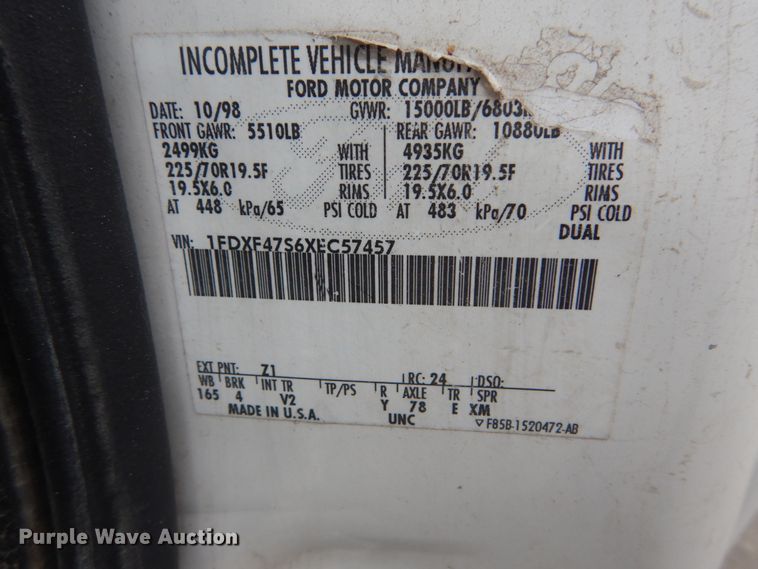 INCOMPLETE VEHICLE
FORD MOTOR COMPANY
DATE: 10/98 GVWR: 15000LB/6803
FRONT GAWR: 5510LB REAR GAWR: 10880LB
2499KG WITH 4935KG WITH
225/70R19.5F TIRES 225/70R19.5F TIRES
19.5X6.0 RIMS 19.5X6.0 RIMS
AT 448 kPa/65 PSI COLD AT 483 kPa/70 PSI COLD
DUAL
VIN: 1FDXF47S6XEC57457
EXT PNT: Z1 RC: 24 DSO:
WB BRK INT TR TP/PS R AXLE TR SPR
165 4 V2 Y 78 E XM
MADE IN U.S.A. UNC ▽ F85B-1520472-AB
Purple Wave Auction